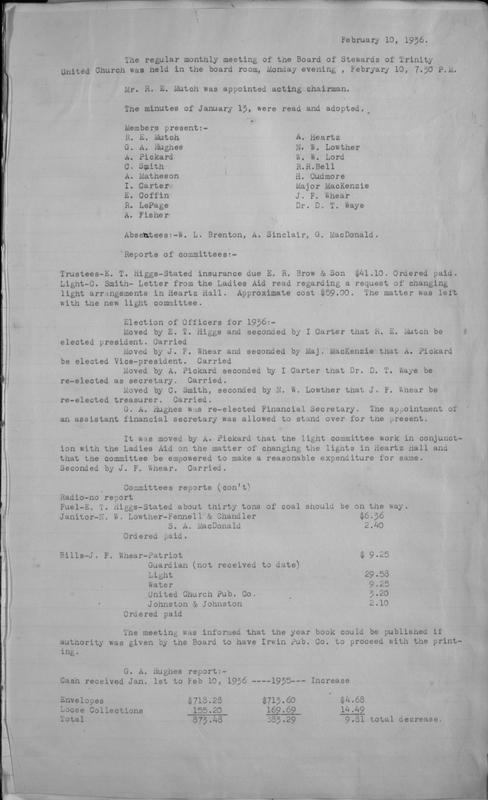 February 10, 1936.
The regular monthly meeting of the Board of Stewards of Trinity
United Church was held in the board room, Monday evening , Febryary 10, 7.30 P.M.
Mr. R. E. Mutch was appointed acting chairman.
The minutes of January 13, were read and adopted.
Members present:-
R. E. Mutch
G. A. Hughes
A. Pickard
C. Smith
A. Matheson
I. Carter
E. Coffin
R. LePage
A. Fisher
A. Heartz
N. W. Lowther
W. W. Lord
R.H.Bell
H. Cudmore
Major MacKenzie
J. F. Whear
Dr. D. T. Waye
Absentees:-W. L. Brenton, A. Sinclair, G. MacDonald.
Reports of committees:-
Trustees-E. T. Higgs-Stated insurance due E. R. Brow & Son $41.10. Ordered paid.
Light-C. Smith- Letter from the Ladies Aid read regarding a request of changing
light arrangements in Heartz Hall. Approximate cost $59.00. The matter was left
with the new light committee.
Election of Officers for 1936:-
Moved by E. T. Higgs and seconded by I Carter that R. E. Mutch be
elected president. Carried
Moved by J. F. Whear and seconded by Maj. MacKenzie that A. Pickard
be elected Vice-president. Carried
Moved by A. Pickard seconded by I Carter that Dr. D. T. Waye be
re-elected as secretary. Carried.
Moved by C. Smith, seconded by N. W. Lowther that J. F. Whear be
re-elected treasurer. Carried.
G. A. Hughes was re-elected Financial Secretary. The appointment of
an assistant financial secretary was allowed to stand over for the present.
It was moved by A. Pickard that the light committee work in conjunct-
ion with the Ladies Aid on the matter of changing the lights in Heartz Hall and
that the committee be empowered to make a reasonable expenditure for same.
Seconded by J. F. Whear. Carried.
Committees reports (con't)
Radio-no report
Fuel-E. T. Higgs-Stated about thirty tons of coal should be on the way.
Janitor-N. W. Lowther-Fennell & Chandler $6.36
S. A. MacDonald 2.40
Ordered paid.
Bills-J. F. Whear-Patriot $ 9.25
Guardian (not received to date)
Light 29.58
Water 9.25
United Church Pub. Co. 3.20
Johnston & Johnston 2.10
Ordered paid
The meeting was informed that the year book could be published if
authority was given by the Board to have Irwin Pub. Co. to proceed with the print-
ing.
G. A. Hughes report:-
Cash received Jan. 1st to Feb 10, 1936 ----1935--- Increase
Envelopes $718.28 $713.60 $4.68
Loose Collections 155.20 169.69 14.49
Total 873.48 883.29 9.81 total decrease.